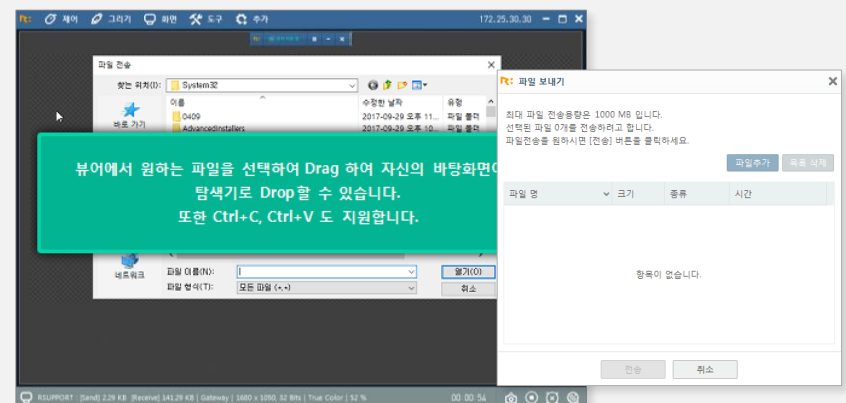 제어 그리기 화면 도구 추가 172.25.30.30
파일 전송
찾는 위치(I): System32
이름 수정한 날짜 유형
0409 2017-09-29 오후 11... 파일 폴더
AdvancedInstallers 2017-09-29 오후 10... 파일 폴더
바로 가기
뷰어에서 원하는 파일을 선택하여 Drag 하여 자신의 바탕화면
탐색기로 Drop할 수 있습니다.
또한 Ctrl+C, Ctrl+V 도 지원합니다.
네트워크
파일 이름(N): 열기(O)
파일 형식(T): 모든 파일 (*.*) 취소
RSUPPORT [Send] 2.29 KB [Receive] 141.29 KB | Gateway | 1680 x 1050, 32 Bits | True Color | 52 % 00:00:54
파일 보내기
최대 파일 전송용량은 1000 MB 입니다.
선택된 파일 0개를 전송하려고 합니다.
파일전송을 원하시면 [전송] 버튼을 클릭하세요.
파일추가 목록 삭제
파일 명 크기 종류 시간
항목이 없습니다.
전송 취소